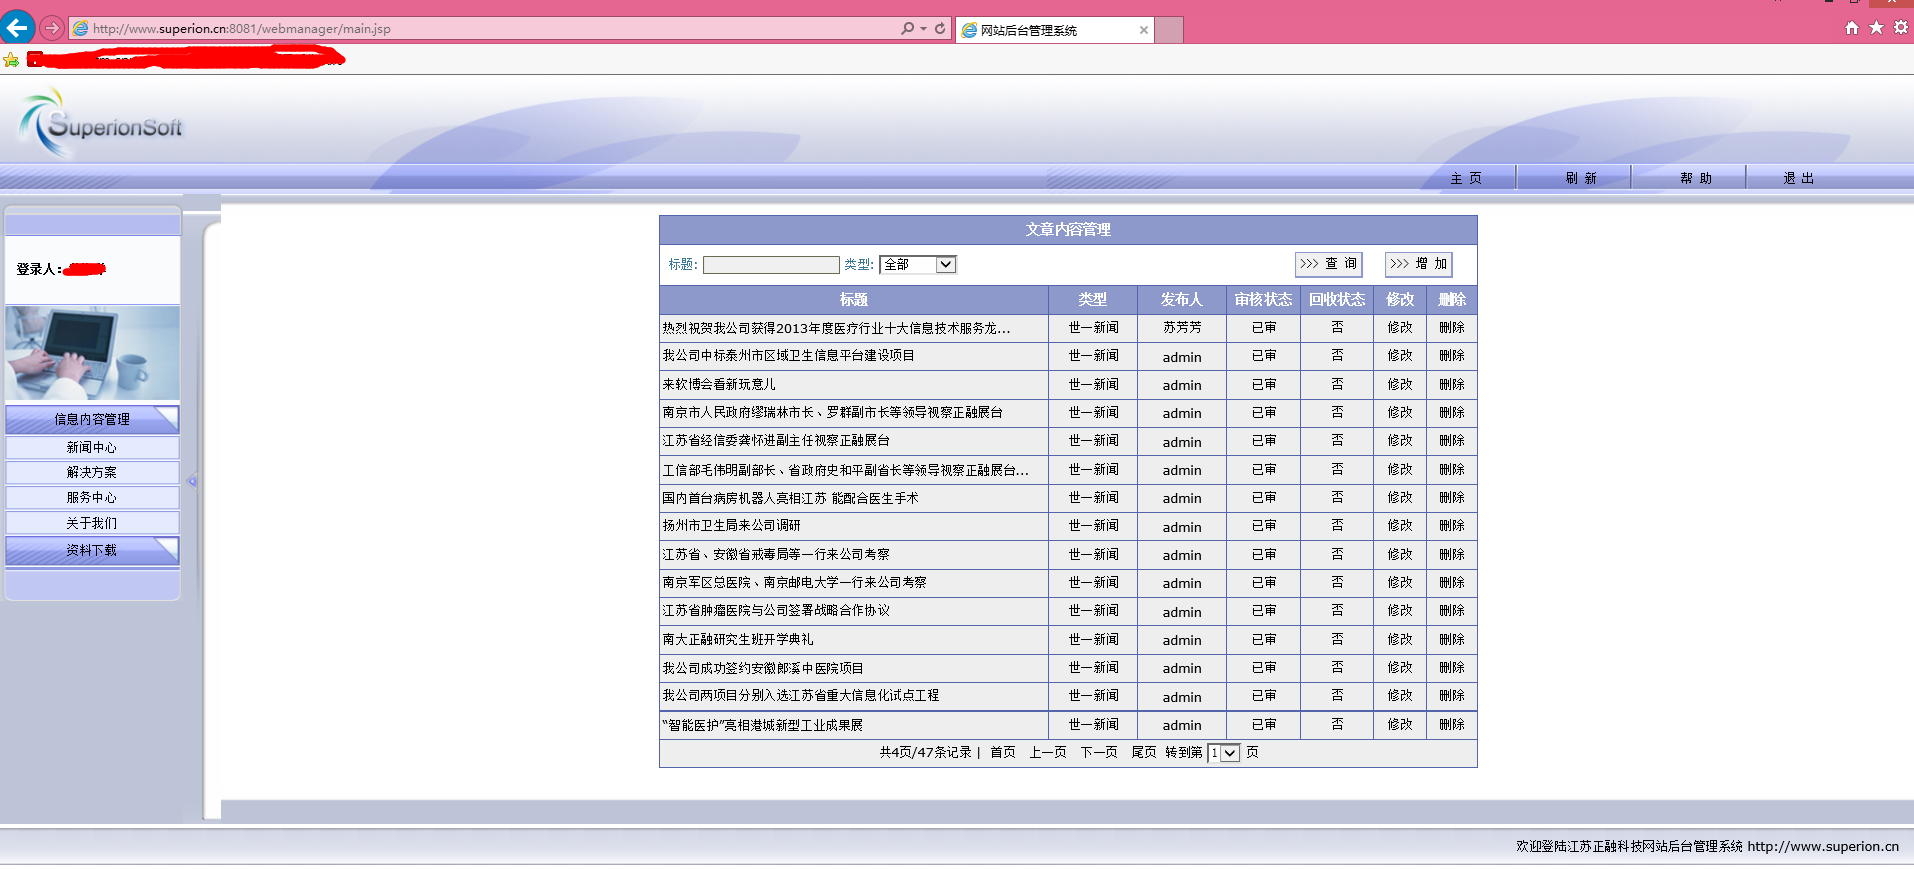 http://www.superion.cn:8081/webmanager/main.jsp
网站后台管理系统
SuperionSoft
主 页 刷 新 帮 助 退 出
登录人:
信息内容管理
新闻中心
解决方案
服务中心
关于我们
资料下载
文章内容管理
标题: 类型: 全部 >>> 查 询 >>> 增 加
标题 类型 发布人 审核状态 回收状态 修改 删除
热烈祝贺我公司获得2013年度医疗行业十大信息技术服务龙... 世一新闻 苏芳芳 已审 否 修改 删除
我公司中标泰州市区域卫生信息平台建设项目 世一新闻 admin 已审 否 修改 删除
来软博会看新玩意儿 世一新闻 admin 已审 否 修改 删除
南京市人民政府缪瑞林市长、罗群副市长等领导视察正融展台 世一新闻 admin 已审 否 修改 删除
江苏省经信委龚怀进副主任视察正融展台 世一新闻 admin 已审 否 修改 删除
工信部毛伟明副部长、省政府史和平副省长等领导视察正融展台... 世一新闻 admin 已审 否 修改 删除
国内首台病房机器人亮相江苏 能配合医生手术 世一新闻 admin 已审 否 修改 删除
扬州市卫生局来公司调研 世一新闻 admin 已审 否 修改 删除
江苏省、安徽省戒毒局等一行来公司考察 世一新闻 admin 已审 否 修改 删除
南京军区总医院、南京邮电大学一行来公司考察 世一新闻 admin 已审 否 修改 删除
江苏省肿瘤医院与公司签署战略合作协议 世一新闻 admin 已审 否 修改 删除
南大正融研究生班开学典礼 世一新闻 admin 已审 否 修改 删除
我公司成功签约安徽郎溪中医院项目 世一新闻 admin 已审 否 修改 删除
我公司两项目分别入选江苏省重大信息化试点工程 世一新闻 admin 已审 否 修改 删除
“智能医护”亮相港城新型工业成果展 世一新闻 admin 已审 否 修改 删除
共4页/47条记录 | 首页 上一页 下一页 尾页 转到第 1 页
欢迎登陆江苏正融科技网站后台管理系统 http://www.superion.cn